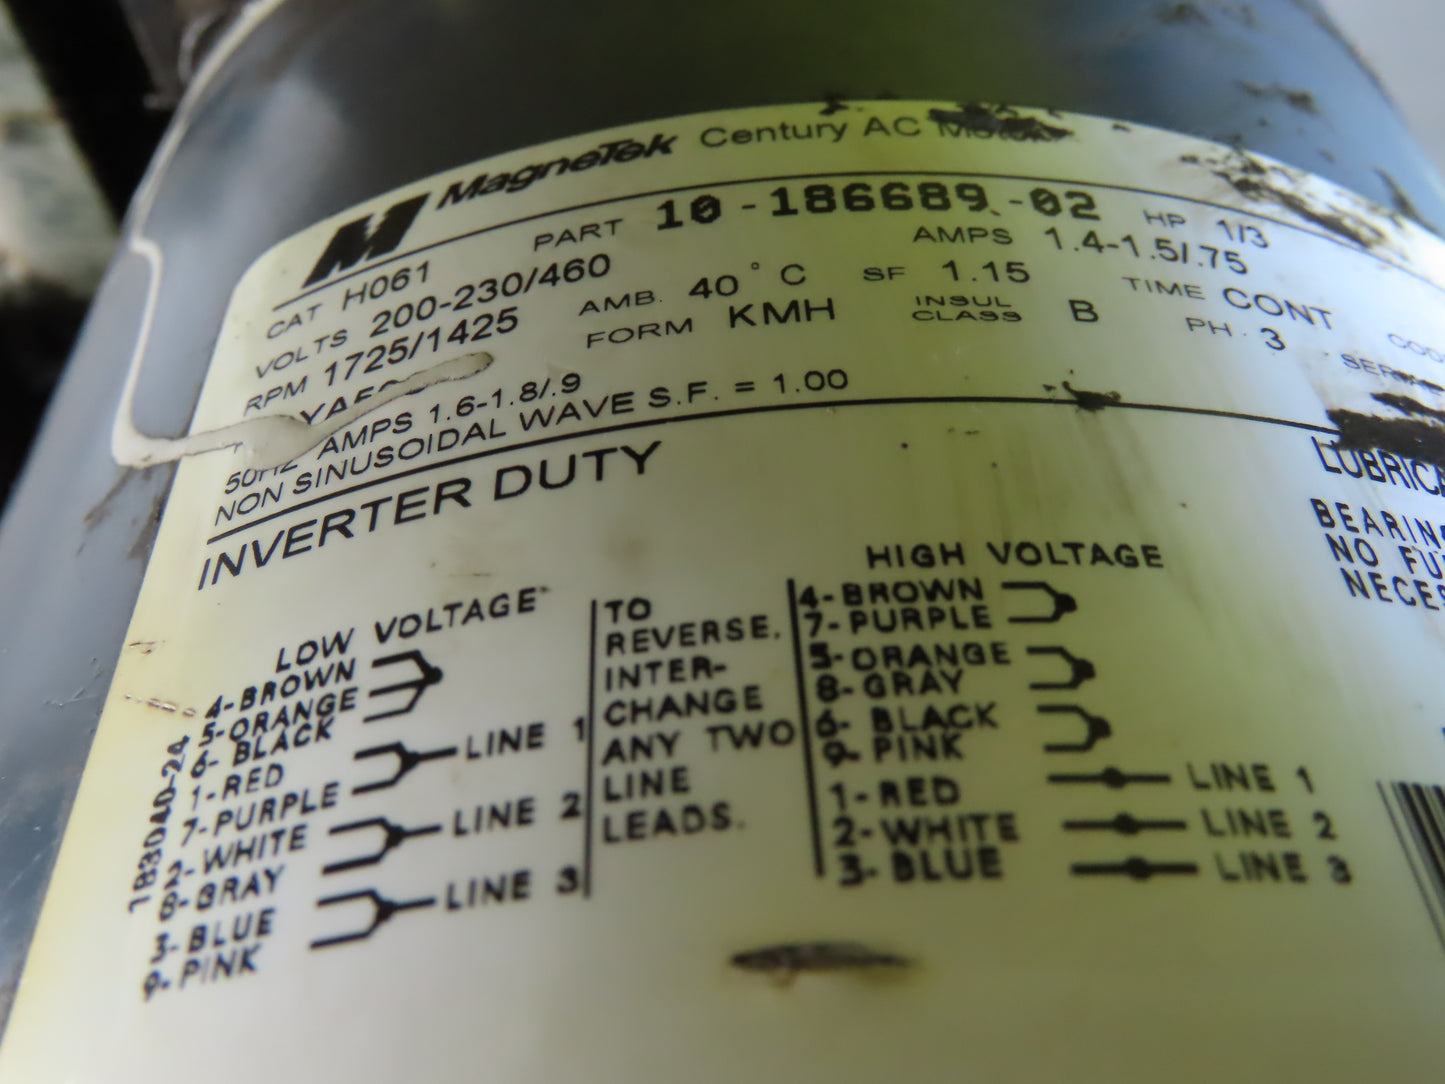 MagneTek Century AC Motor
CAT H061 PART 10-186689-02 HP 1/3
VOLTS 200-230/460 AMPS 1.4-1.5/.75
RPM 1725/1425 AMB. 40°C SF 1.15 TIME CONT
FORM KMH INSUL CLASS B PH 3
50HZ AMPS 1.6-1.8/.9
NON SINUSOIDAL WAVE S.F. = 1.00
INVERTER DUTY
LOW VOLTAGE
4-BROWN
5-ORANGE
6-BLACK
1-RED
7-PURPLE
LINE 1
2-WHITE
8-GRAY
LINE 2
3-BLUE
9-PINK
LINE 3
183040-24
TO
REVERSE,
INTER-
CHANGE
ANY TWO
LINE
LEADS.
HIGH VOLTAGE
4-BROWN
7-PURPLE
5-ORANGE
8-GRAY
6-BLACK
9-PINK
1-RED LINE 1
2-WHITE LINE 2
3-BLUE LINE 3
NO